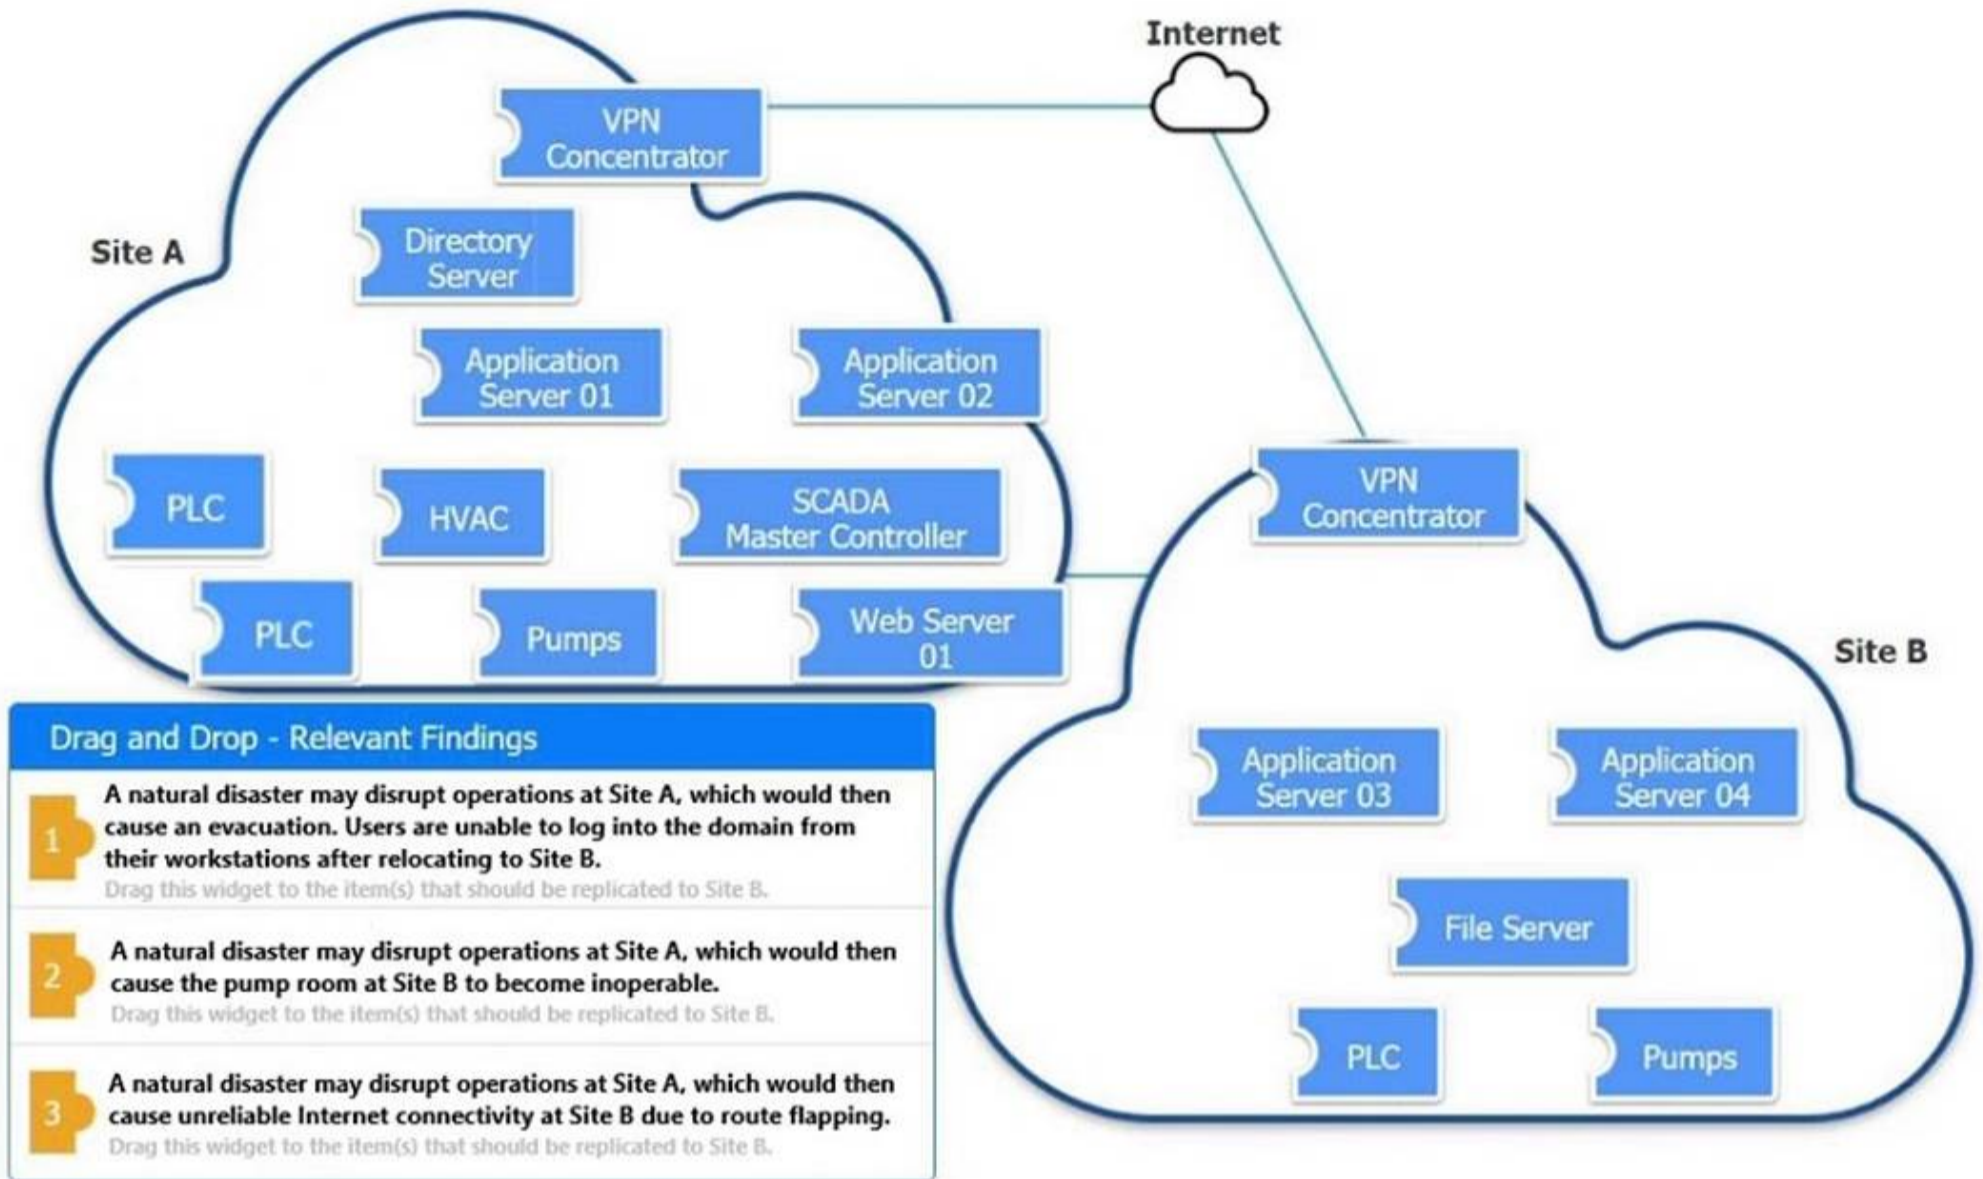 Internet
VPN
Concentrator
Site A
Directory
Server
Application
Server 01
Application
Server 02
PLC
HVAC
SCADA
Master Controller
PLC
Pumps
Web Server
01
VPN
Concentrator
Site B
Application
Server 03
Application
Server 04
File Server
PLC
Pumps
Drag and Drop - Relevant Findings
1
A natural disaster may disrupt operations at Site A, which would then
cause an evacuation. Users are unable to log into the domain from
their workstations after relocating to Site B.
Drag this widget to the item(s) that should be replicated to Site B.
2
A natural disaster may disrupt operations at Site A, which would then
cause the pump room at Site B to become inoperable.
Drag this widget to the item(s) that should be replicated to Site B.
3
A natural disaster may disrupt operations at Site A, which would then
cause unreliable Internet connectivity at Site B due to route flapping.
Drag this widget to the item(s) that should be replicated to Site B.